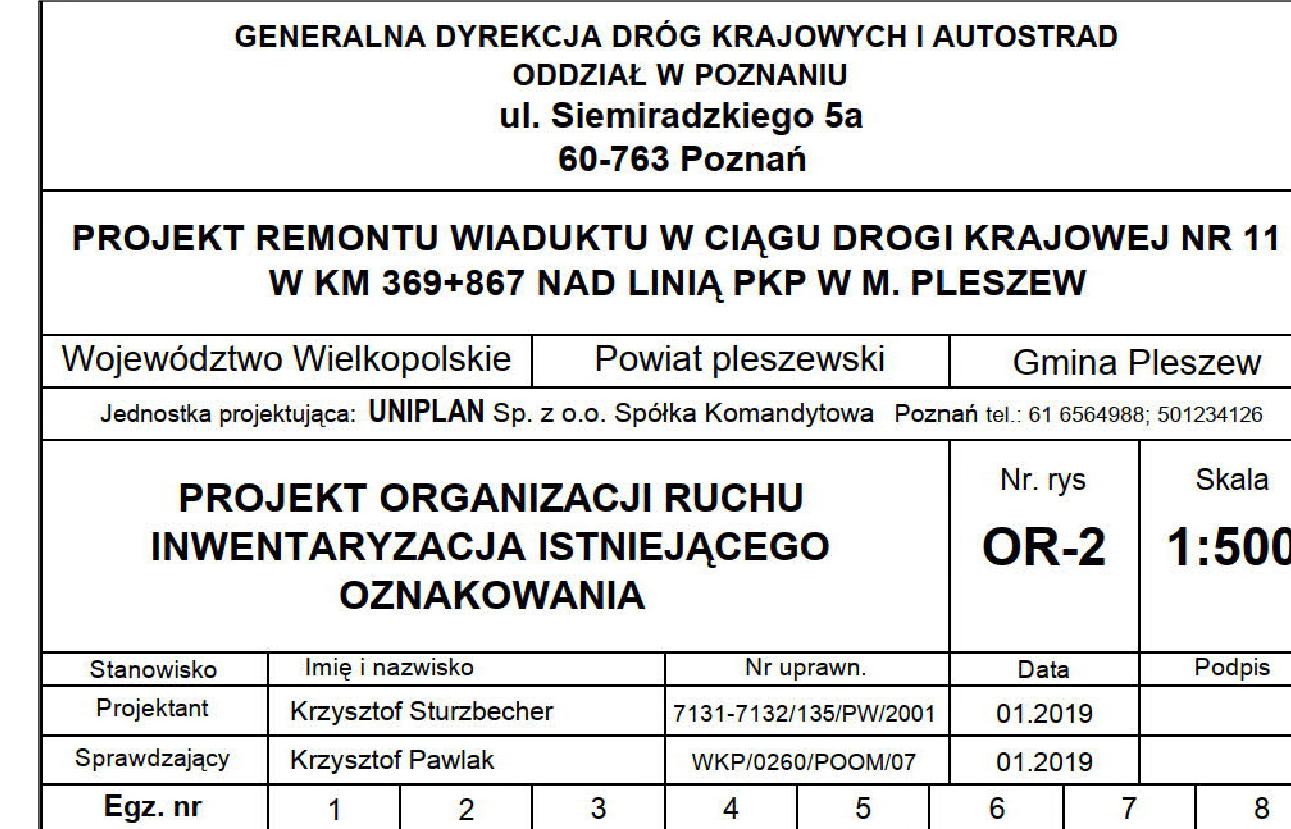 GENERALNA DYREKCJA DRÓG KRAJOWYCH I AUTOSTRAD
ODDZIAŁ W POZNANIU
ul. Siemiradzkiego 5a
60-763 Poznań
PROJEKT REMONTU WIADUKTU W CIĄGU DROGI KRAJOWEJ NR 11
W KM 369+867 NAD LINIĄ PKP W M. PLESZEW
Województwo Wielkopolskie Powiat pleszewski Gmina Pleszew
Jednostka projektująca: UNIPLAN Sp. z o.o. Spółka Komandytowa Poznań tel.: 61 6564988; 501234126
PROJEKT ORGANIZACJI RUCHU
INWENTARYZACJA ISTNIEJĄCEGO
OZNAKOWANIA
Nr. rys
OR-2
Skala
1:500
Stanowisko Imię i nazwisko Nr uprawn. Data Podpis
Projektant Krzysztof Sturzbecher 7131-7132/135/PW/2001 01.2019
Sprawdzający Krzysztof Pawlak WKP/0260/POOM/07 01.2019
Egz. nr 1 2 3 4 5 6 7 8